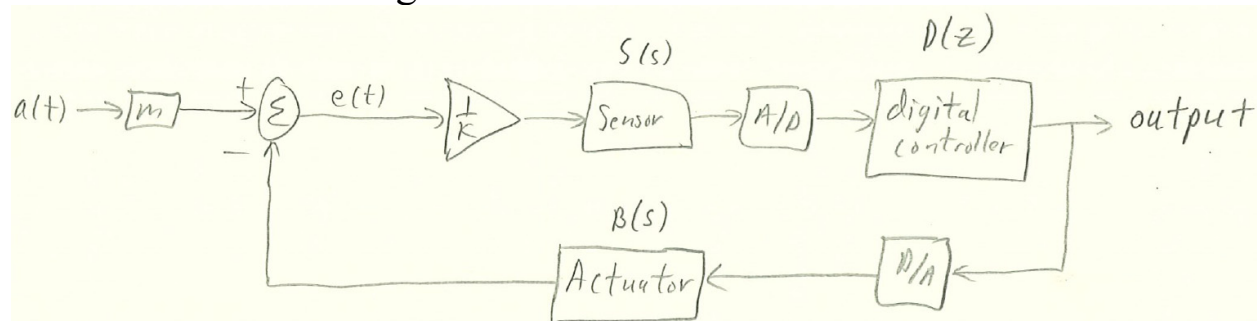 D(z)
S(s)
a(t) m + Σ e(t) 1/K Sensor A/D digital controller output
−
B(s)
Actuator D/A